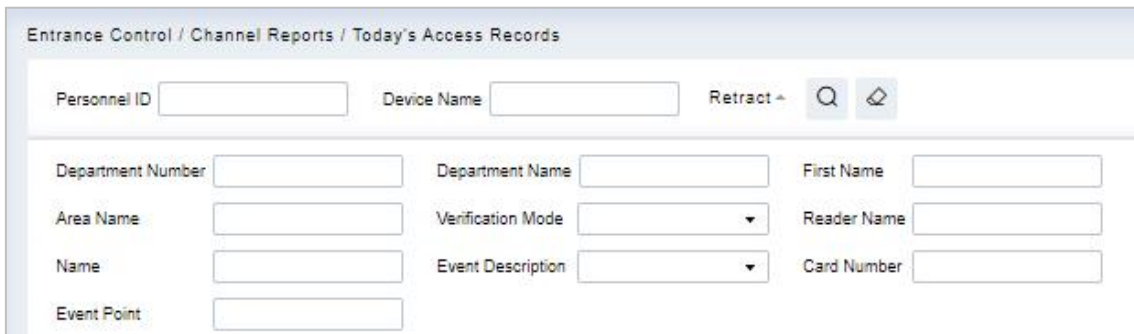 Entrance Control / Channel Reports / Today's Access Records
Personnel ID Device Name Retract
Department Number Department Name First Name
Area Name Verification Mode Reader Name
Name Event Description Card Number
Event Point